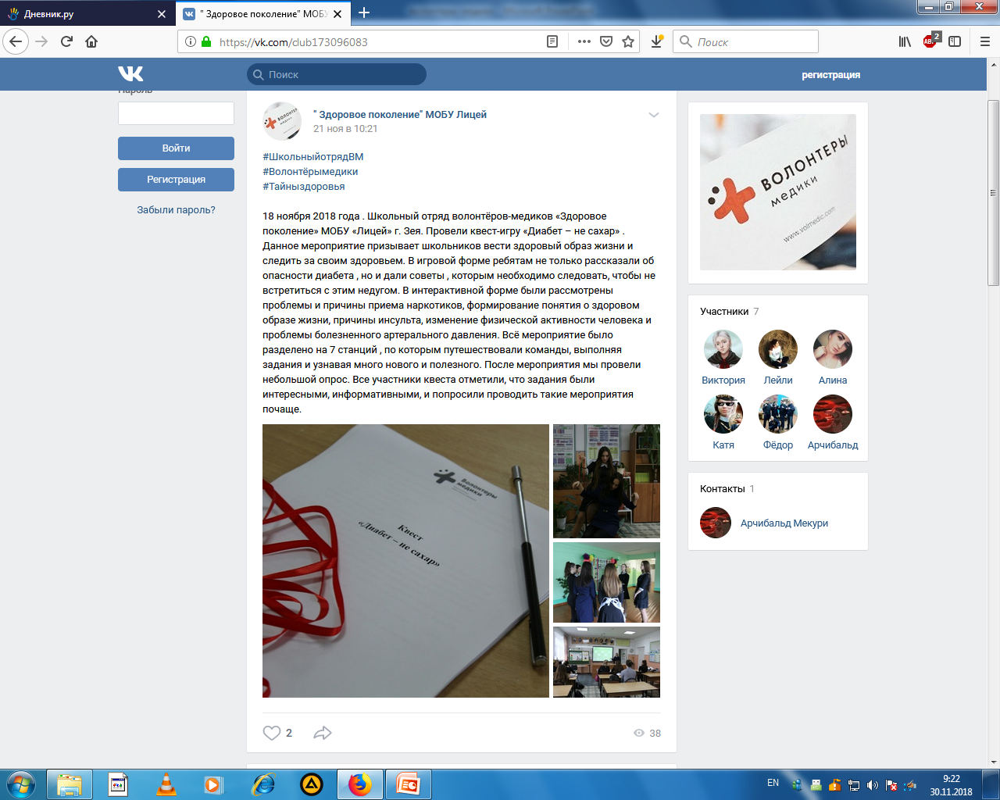 Дневник.ру
" Здоровое поколение" МОБУ
https://vk.com/club173096083
Поиск
2
Поиск
регистрация
Пароль
Войти
Регистрация
Забыли пароль?
" Здоровое поколение" МОБУ Лицей
21 ноя в 10:21
#ШкольныйотрядВМ
#Волонтёрымедики
#Тайныздоровья
18 ноября 2018 года . Школьный отряд волонтёров-медиков «Здоровое
поколение» МОБУ «Лицей» г. Зея. Провели квест-игру «Диабет – не сахар» .
Данное мероприятие призывает школьников вести здоровый образ жизни и
следить за своим здоровьем. В игровой форме ребятам не только рассказали об
опасности диабета , но и дали советы , которым необходимо следовать, чтобы не
встретиться с этим недугом. В интерактивной форме были рассмотрены
проблемы и причины приема наркотиков, формирование понятия о здоровом
образе жизни, причины инсульта, изменение физической активности человека и
проблемы болезненного артерального давления. Всё мероприятие было
разделено на 7 станций , по которым путешествовали команды, выполняя
задания и узнавая много нового и полезного. После мероприятия мы провели
небольшой опрос. Все участники квеста отметили, что задания были
интересными, информативными, и попросили проводить такие мероприятия
почаще.
Волонтеры
медики
Квест
«Диабет – не сахар»
2
38
ВОЛОНТЕРЫ
медики
www.volmedic.com
Участники 7
Виктория
Лейли
Алина
Катя
Фёдор
Арчибальд
Контакты 1
Арчибальд Мекури
EN
9:22
30.11.2018